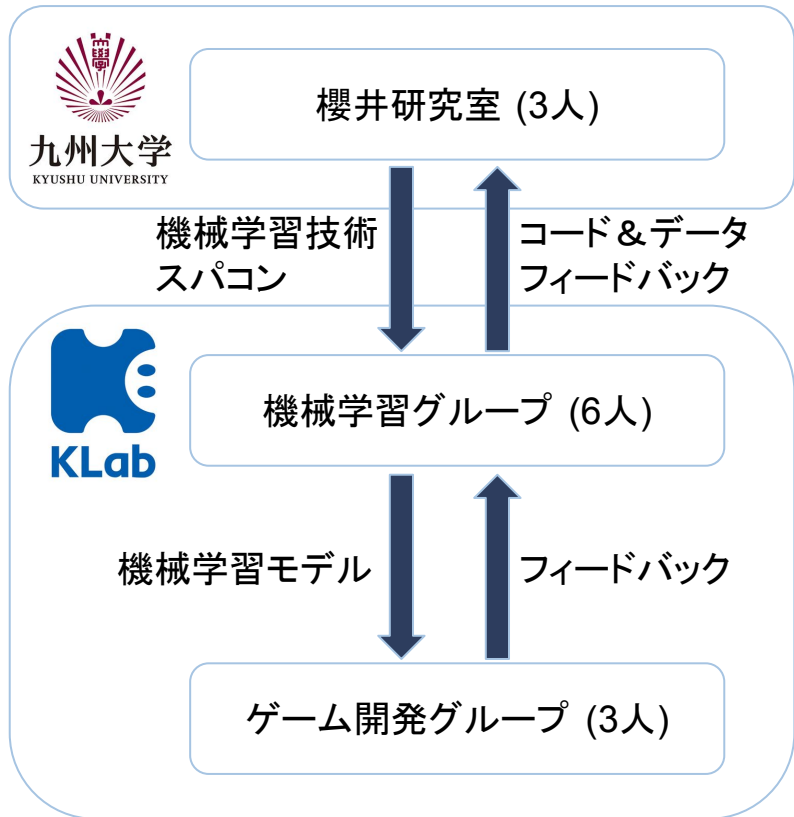 大學
九州大学
KYUSHU UNIVERSITY
櫻井研究室 (3人)
機械学習技術
スパコン
コード＆データ
フィードバック
KLab
機械学習グループ (6人)
機械学習モデル
フィードバック
ゲーム開発グループ (3人)